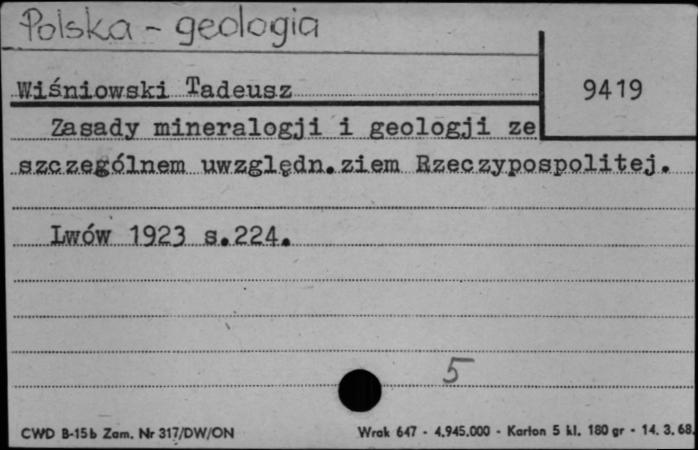 Polska - geologia
Wiśniowski Tadeusz
9419
Zasady mineralogji i geologji ze
szczególnem uwzględn.ziem Rzeczypospolitej.
Lwów 1923 s.224.
5
CWD B-15b Zam. Nr 317/DW/ON
Wrak 647 - 4.945.000 - Karton 5 kl. 180 gr - 14. 3. 68.